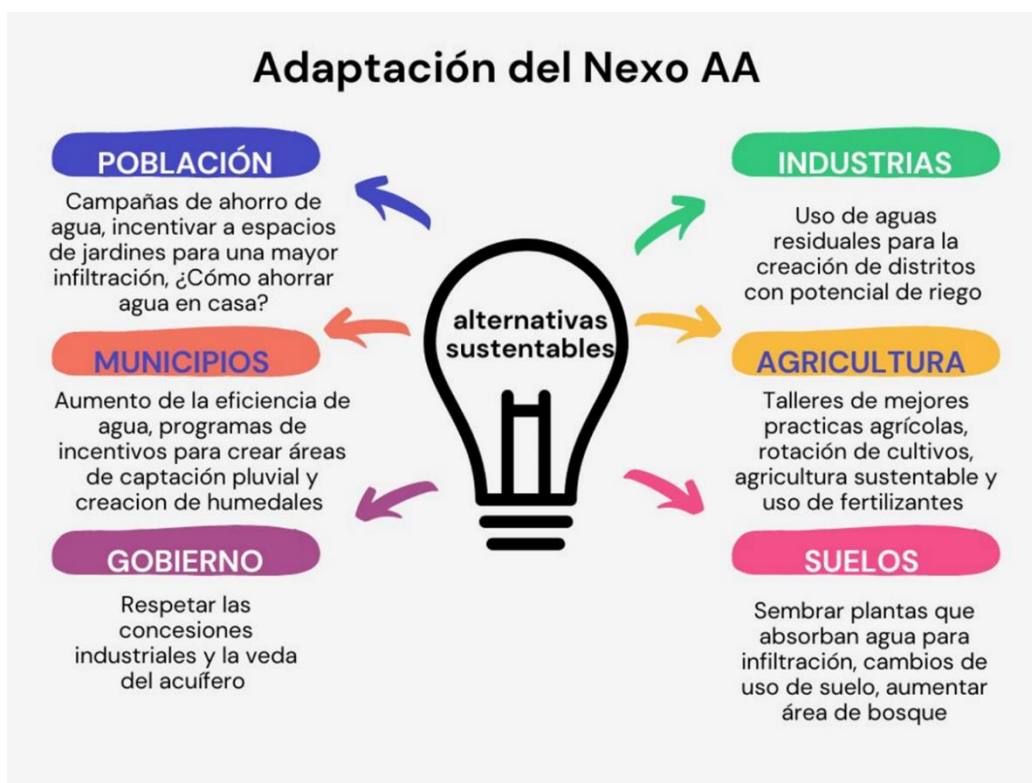 Adaptación del Nexo AA
POBLACIÓN
Campañas de ahorro de
agua, incentivar a espacios
de jardines para una mayor
infiltración, ¿Cómo ahorrar
agua en casa?
MUNICIPIOS
Aumento de la eficiencia de
agua, programas de
incentivos para crear áreas
de captación pluvial y
creacion de humedales
GOBIERNO
Respetar las
concesiones
industriales y la veda
del acuífero
alternativas
sustentables
INDUSTRIAS
Uso de aguas
residuales para la
creación de distritos
con potencial de riego
AGRICULTURA
Talleres de mejores
practicas agrícolas,
rotación de cultivos,
agricultura sustentable y
uso de fertilizantes
SUELOS
Sembrar plantas que
absorban agua para
infiltración, cambios de
uso de suelo, aumentar
área de bosque